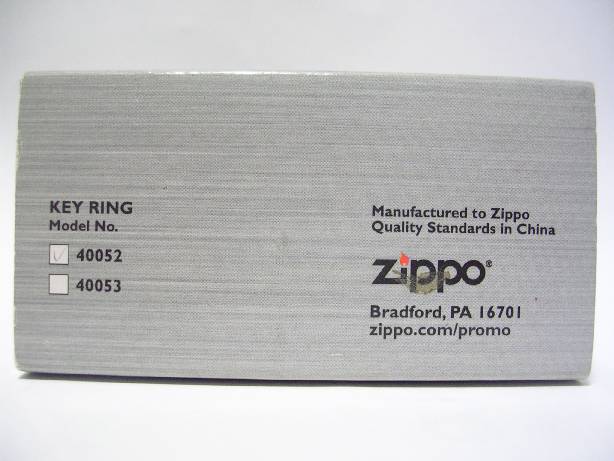 KEY RING
Model No.
40052
40053
Manufactured to Zippo
Quality Standards in China
zippo®
Bradford, PA 16701
zippo.com/promo